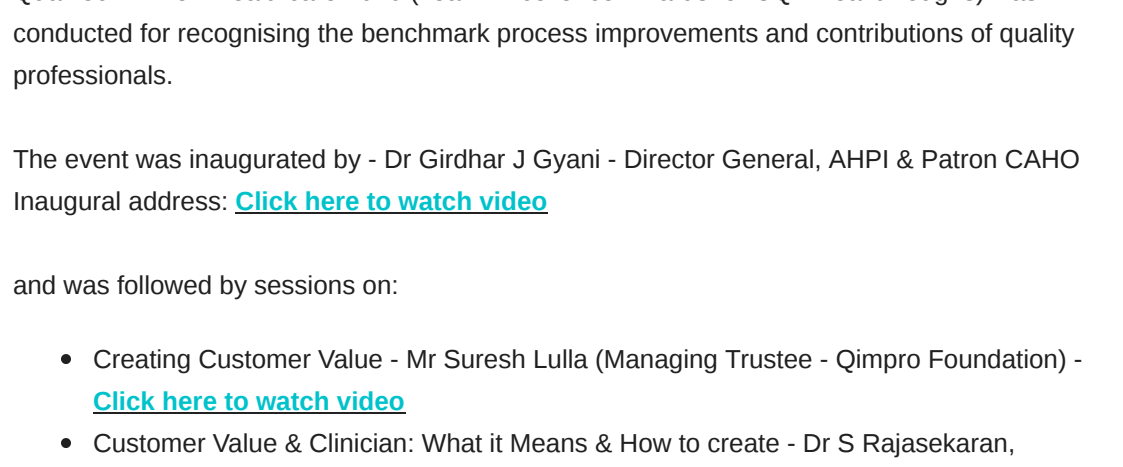 conducted for recognising the benchmark process improvements and contributions of quality
professionals.
The event was inaugurated by - Dr Girdhar J Gyani - Director General, AHPI & Patron CAHO
Inaugural address: Click here to watch video
and was followed by sessions on:
Creating Customer Value - Mr Suresh Lulla (Managing Trustee - Qimpro Foundation) -
Click here to watch video
Customer Value & Clinician: What it Means & How to create - Dr S Rajasekaran,